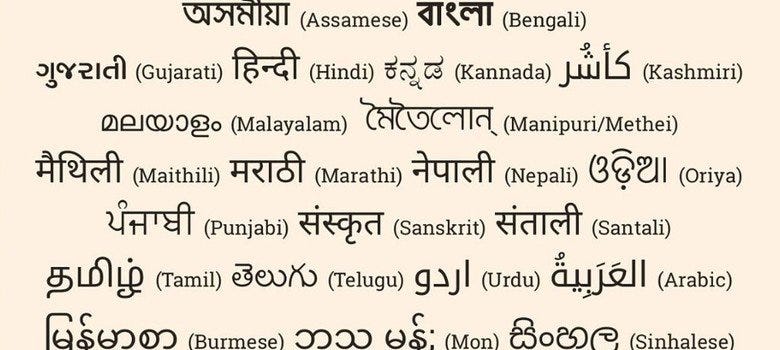 অসমীয়া (Assamese) বাংলা (Bengali)
ગુજરાતી (Gujarati) हिन्दी (Hindi) ಕನ್ನಡ (Kannada) كأشُر (Kashmiri)
മലയാളം (Malayalam) মৈতৈলোন্ (Manipuri/Methei)
मैथिली (Maithili) मराठी (Marathi) नेपाली (Nepali) ଓଡ଼ିଆ (Oriya)
ਪੰਜਾਬੀ (Punjabi) संस्कृत (Sanskrit) संताली (Santali)
தமிழ் (Tamil) తెలుగు (Telugu) اردو (Urdu) العَرَبِيةُ (Arabic)
မြန်မာစာ (Burmese) ဘာသာ မန်; (Mon) සිංහල (Sinhalese)